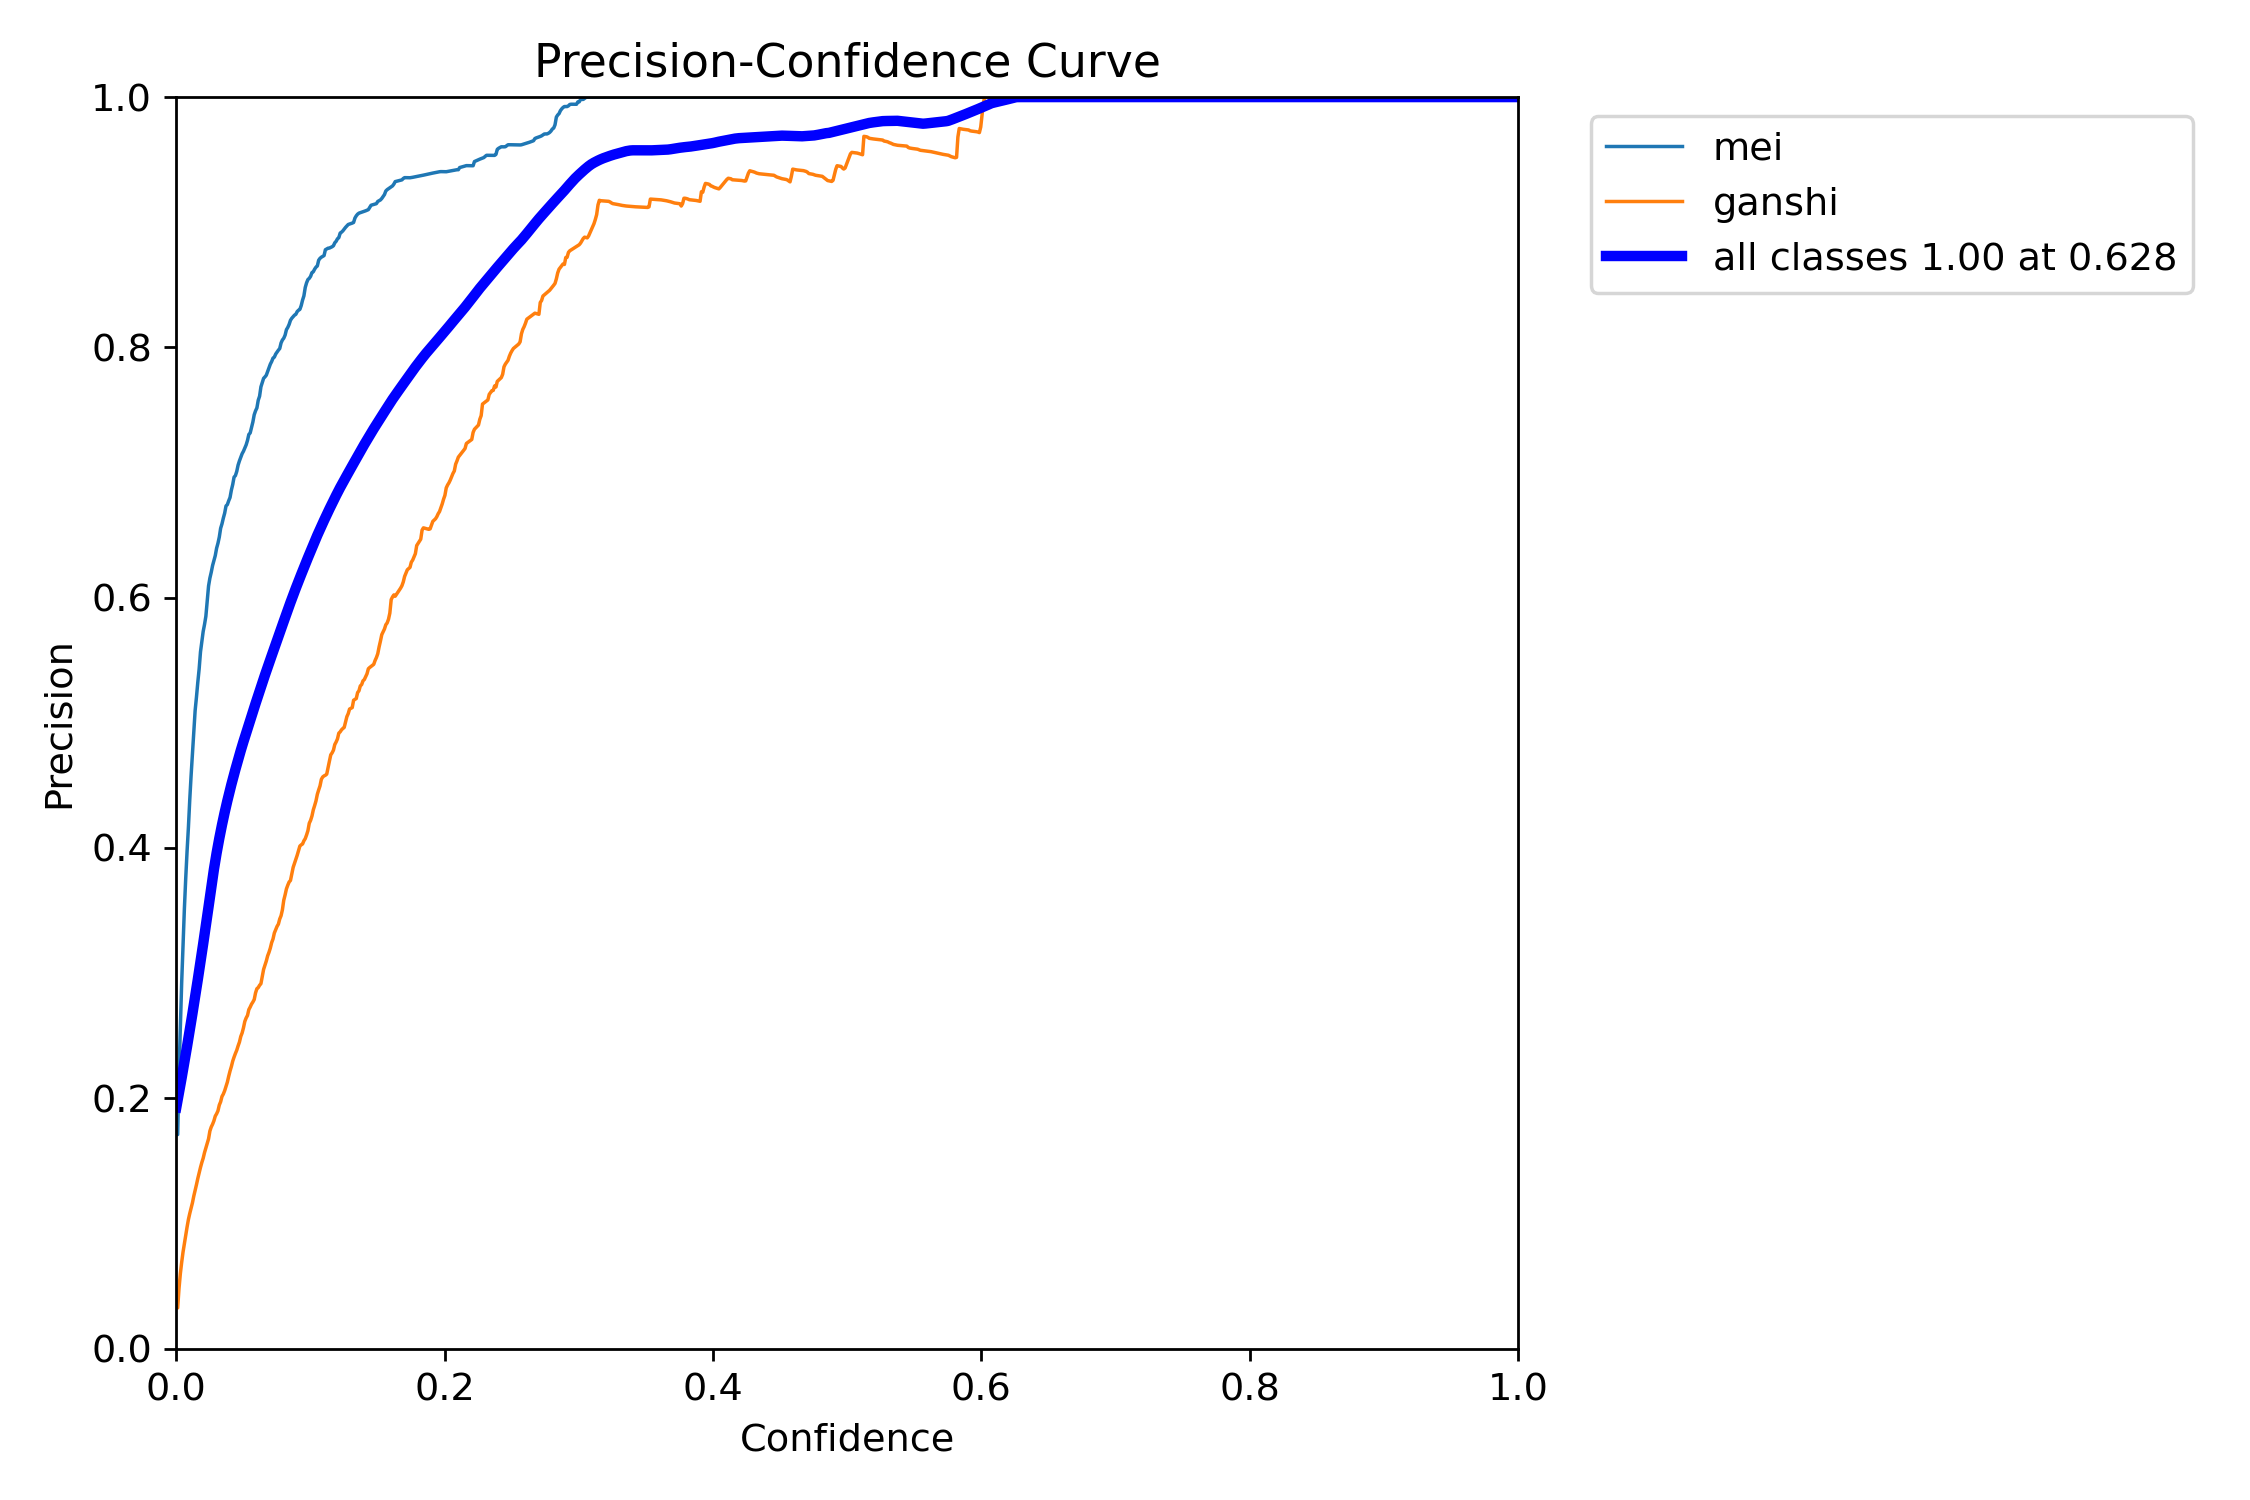 Precision-Confidence Curve
1.0
0.8
0.6
0.4
0.2
0.0
Precision
0.0 0.2 0.4 0.6 0.8 1.0
Confidence
mei
ganshi
all classes 1.00 at 0.628